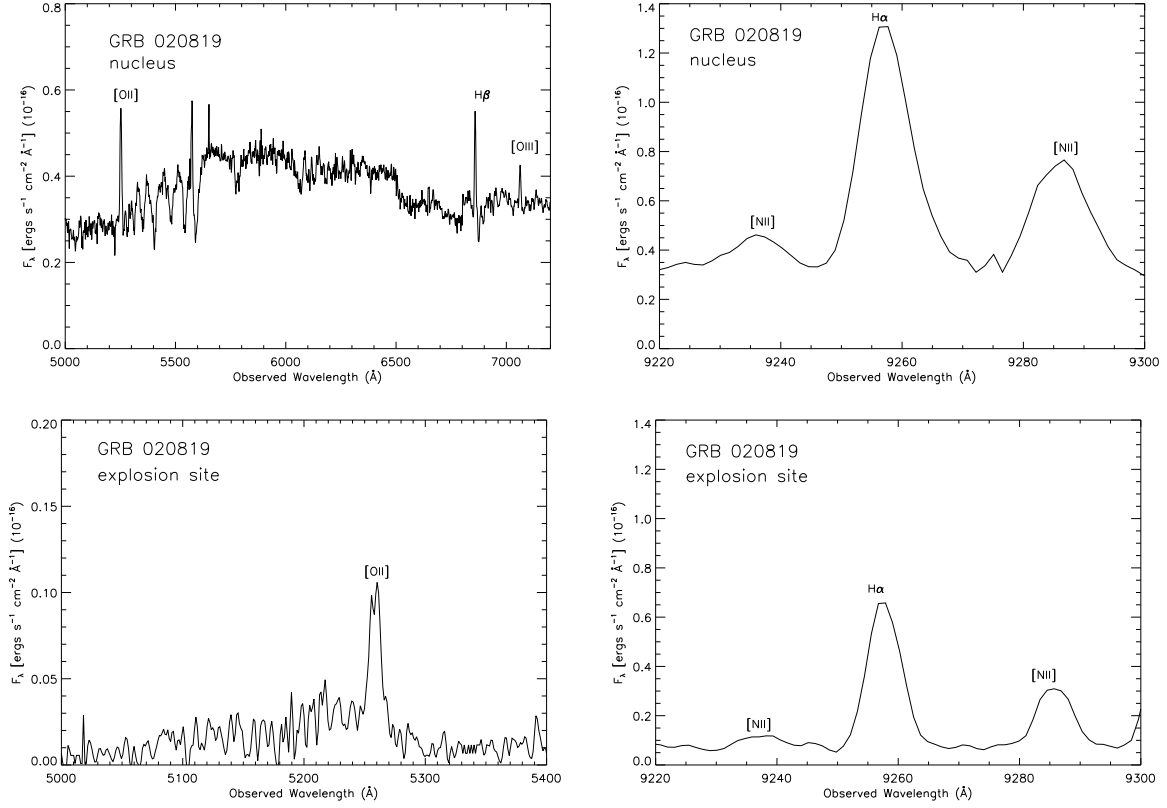 GRB 020819
nucleus
[OII]
Hβ
[OIII]
0.8
0.6
0.4
0.2
0.0
5000
5500
6000
6500
7000
Observed Wavelength (Å)
Fλ [ergs s⁻¹ cm⁻² Å⁻¹] (10⁻¹⁶)
GRB 020819
nucleus
Hα
[NII]
[NII]
1.4
1.2
1.0
0.8
0.6
0.4
0.2
0.0
9220
9240
9260
9280
9300
Observed Wavelength (Å)
Fλ [ergs s⁻¹ cm⁻² Å⁻¹] (10⁻¹⁶)
GRB 020819
explosion site
[OII]
0.20
0.15
0.10
0.05
0.00
5000
5100
5200
5300
5400
Observed Wavelength (Å)
Fλ [ergs s⁻¹ cm⁻² Å⁻¹] (10⁻¹⁶)
GRB 020819
explosion site
Hα
[NII]
[NII]
1.4
1.2
1.0
0.8
0.6
0.4
0.2
0.0
9220
9240
9260
9280
9300
Observed Wavelength (Å)
Fλ [ergs s⁻¹ cm⁻² Å⁻¹] (10⁻¹⁶)